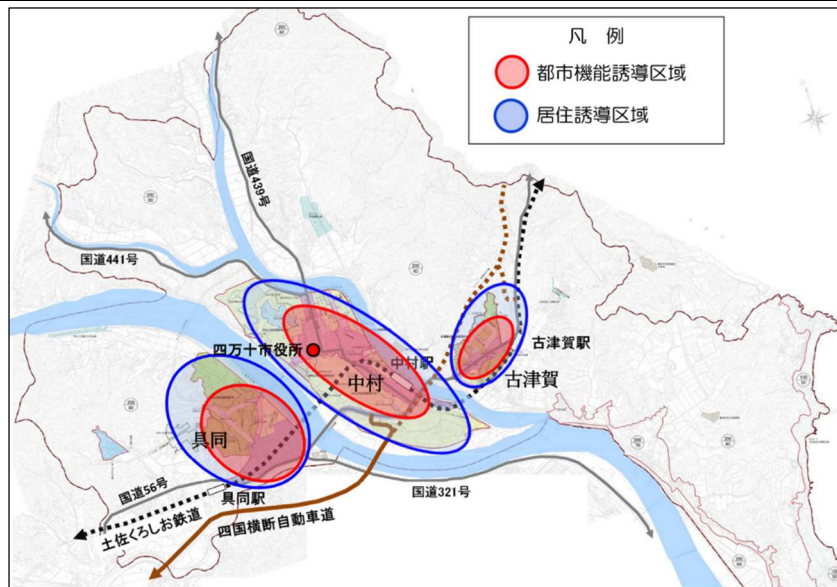 凡 例
都市機能誘導区域
居住誘導区域
国道439号
国道441号
四万十市役所
中村駅
中村
古津賀駅
古津賀
具同
国道56号
具同駅
国道321号
土佐くろしお鉄道
四国横断自動車道